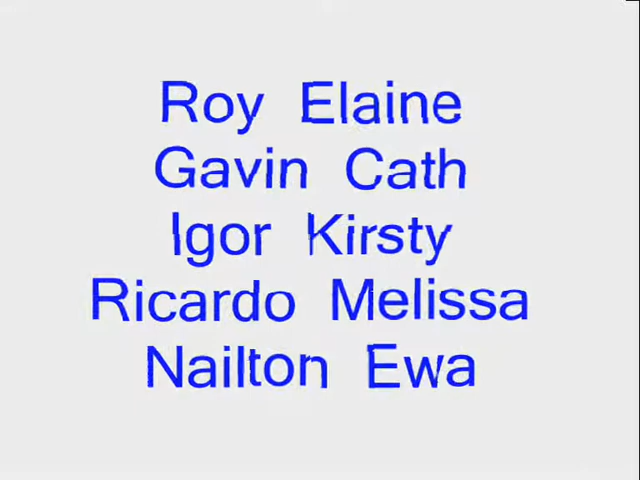 Roy Elaine
Gavin Cath
Igor Kirsty
Ricardo Melissa
Nailton Ewa